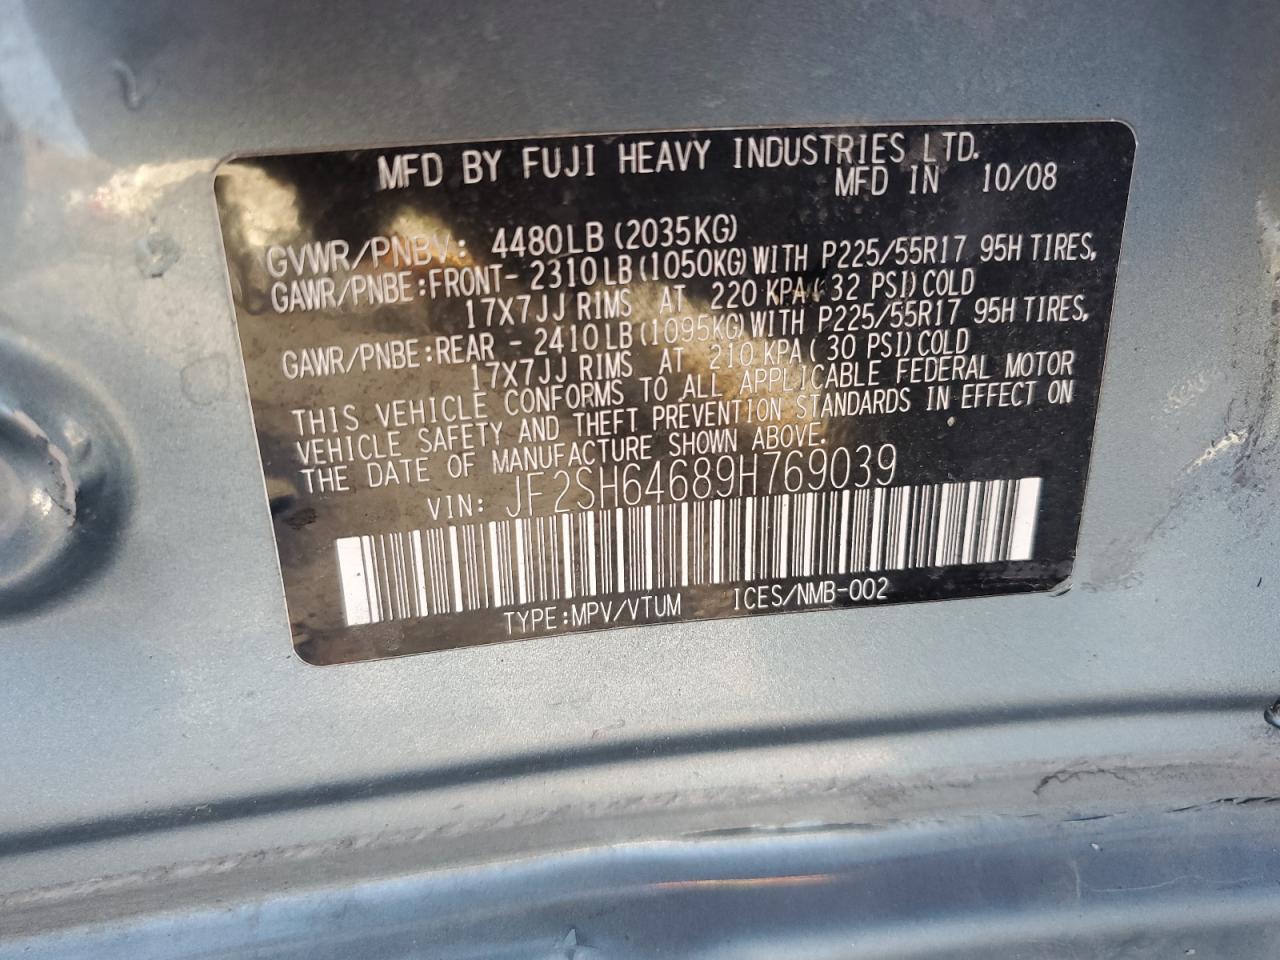 MFD BY FUJI HEAVY INDUSTRIES LTD.
MFD IN 10/08
GVWR/PNBV: 4480LB (2035KG)
GAWR/PNBE:FRONT- 2310LB(1050KG)WITH P225/55R17 95H TIRES,
17X7JJ RIMS AT 220 KPA( 32 PSI)COLD
GAWR/PNBE:REAR - 2410LB(1095KG)WITH P225/55R17 95H TIRES,
17X7JJ RIMS AT 210 KPA( 30 PSI)COLD
THIS VEHICLE CONFORMS TO ALL APPLICABLE FEDERAL MOTOR
VEHICLE SAFETY AND THEFT PREVENTION STANDARDS IN EFFECT ON
THE DATE OF MANUFACTURE SHOWN ABOVE.
VIN: JF2SH64689H769039
TYPE:MPV/VTUM ICES/NMB-002